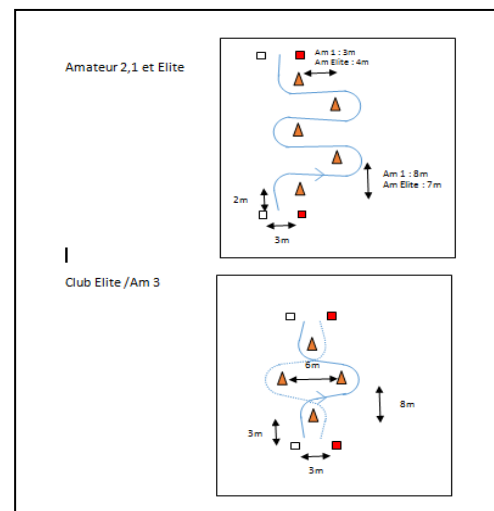 Amateur 2,1 et Elite
Am 1 : 3m
Am Elite : 4m
Am 1 : 8m
Am Elite : 7m
2m
3m
Club Elite /Am 3
6m
8m
3m
3m